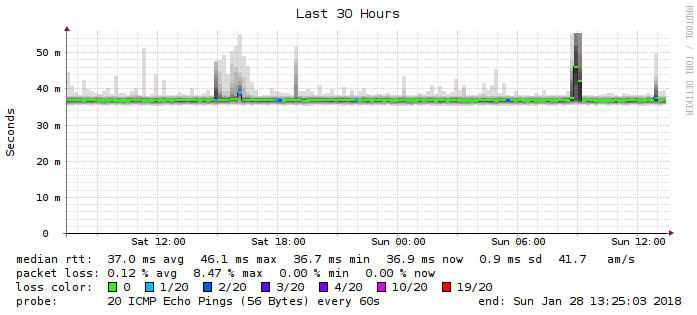 Last 30 Hours
RRDTOOL / TOBI OETIKER
Seconds
50 m
40 m
30 m
20 m
10 m
0
Sat 12:00 Sat 18:00 Sun 00:00 Sun 06:00 Sun 12:00
median rtt: 37.0 ms avg 46.1 ms max 36.7 ms min 36.9 ms now 0.9 ms sd 41.7 am/s
packet loss: 0.12 % avg 8.47 % max 0.00 % min 0.00 % now
loss color: 0 1/20 2/20 3/20 4/20 10/20 19/20
probe: 20 ICMP Echo Pings (56 Bytes) every 60s end: Sun Jan 28 13:25:03 2018